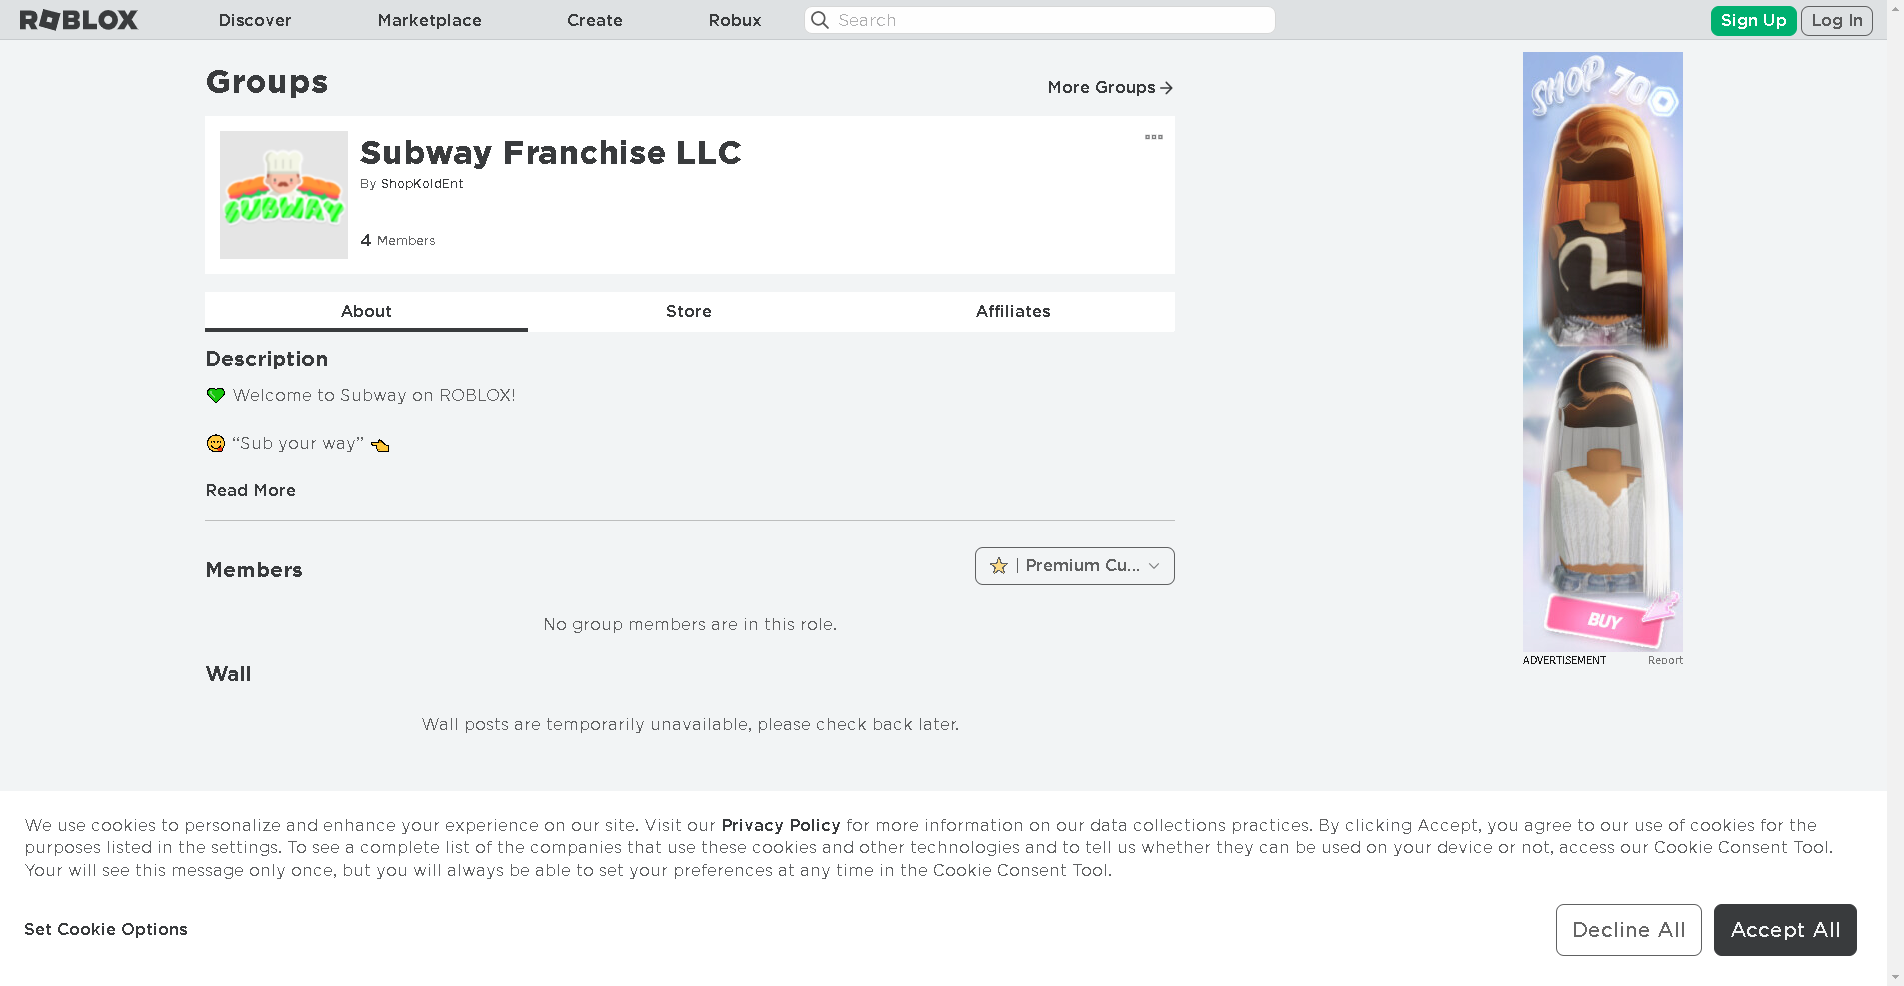 ROBLOX
Discover
Marketplace
Create
Robux
Search
Sign Up
Log In
Groups
More Groups
SUBWAY
Subway Franchise LLC
By ShopKoldEnt
4 Members
About
Store
Affiliates
Description
💚 Welcome to Subway on ROBLOX!
😋 “Sub your way” 👈
Read More
Members
⭐ | Premium Cu...
No group members are in this role.
Wall
Wall posts are temporarily unavailable, please check back later.
SHOP 70
BUY
ADVERTISEMENT
Report
We use cookies to personalize and enhance your experience on our site. Visit our Privacy Policy for more information on our data collections practices. By clicking Accept, you agree to our use of cookies for the
purposes listed in the settings. To see a complete list of the companies that use these cookies and other technologies and to tell us whether they can be used on your device or not, access our Cookie Consent Tool.
Your will see this message only once, but you will always be able to set your preferences at any time in the Cookie Consent Tool.
Set Cookie Options
Decline All
Accept All